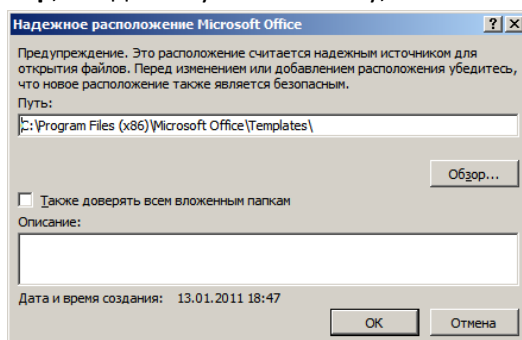 Надежное расположение Microsoft Office
Предупреждение. Это расположение считается надежным источником для
открытия файлов. Перед изменением или добавлением расположения убедитесь,
что новое расположение также является безопасным.
Путь:
C:\Program Files (x86)\Microsoft Office\Templates\
Обзор...
Также доверять всем вложенным папкам
Описание:
Дата и время создания: 13.01.2011 18:47
ОК Отмена